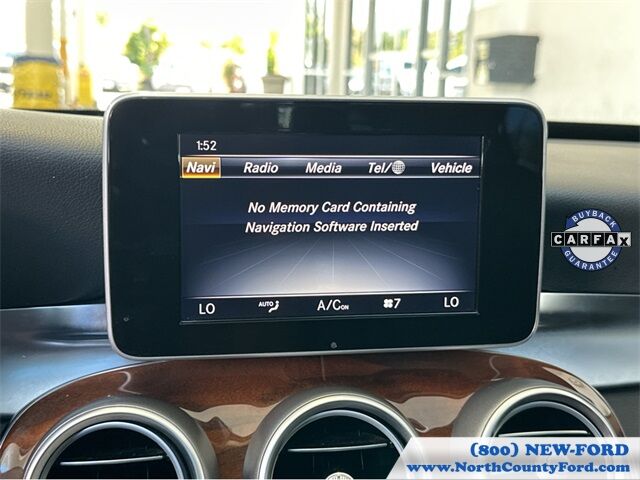 1:52
Navi Radio Media Tel/ Vehicle
No Memory Card Containing
Navigation Software Inserted
LO AUTO A/C ON 7 LO
BUYBACK
CARFAX
GUARANTEE
(800) NEW-FORD
www.NorthCountyFord.com